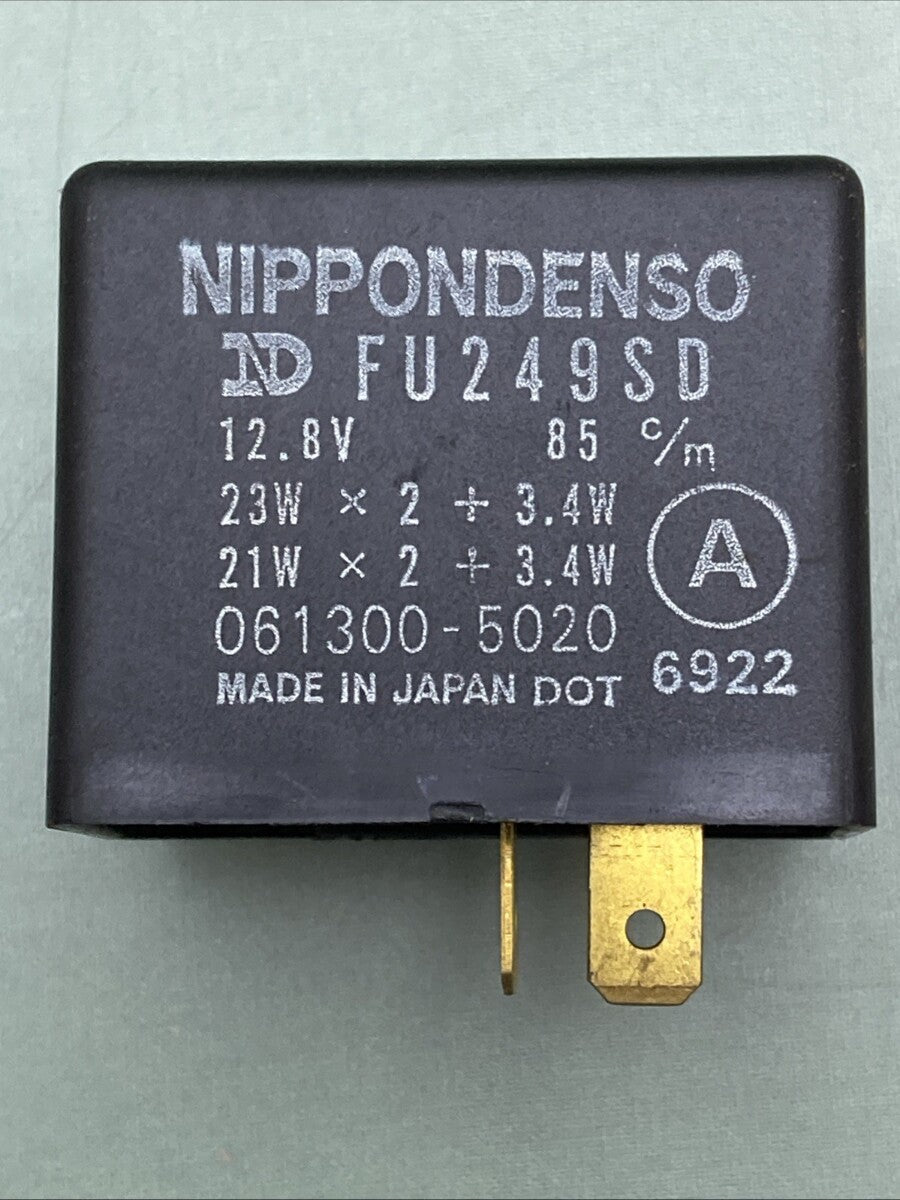 NIPPONDENSO
ND FU249SD
12.8V 85 c/m
23W × 2 + 3.4W
21W × 2 + 3.4W
A
061300-5020
MADE IN JAPAN DOT
6922